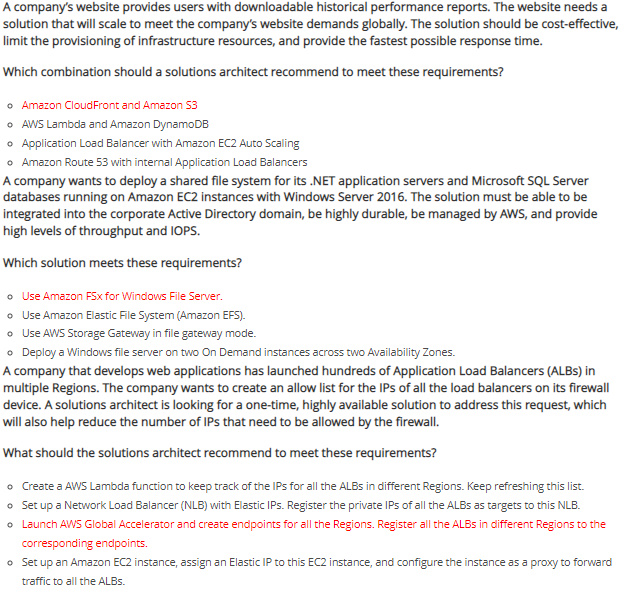 A company's website provides users with downloadable historical performance reports. The website needs a
solution that will scale to meet the company's website demands globally. The solution should be cost-effective,
limit the provisioning of infrastructure resources, and provide the fastest possible response time.
Which combination should a solutions architect recommend to meet these requirements?
Amazon CloudFront and Amazon S3
AWS Lambda and Amazon DynamoDB
Application Load Balancer with Amazon EC2 Auto Scaling
Amazon Route 53 with internal Application Load Balancers
A company wants to deploy a shared file system for its .NET application servers and Microsoft SQL Server
databases running on Amazon EC2 instances with Windows Server 2016. The solution must be able to be
integrated into the corporate Active Directory domain, be highly durable, be managed by AWS, and provide
high levels of throughput and IOPS.
Which solution meets these requirements?
Use Amazon FSx for Windows File Server.
Use Amazon Elastic File System (Amazon EFS).
Use AWS Storage Gateway in file gateway mode.
Deploy a Windows file server on two On Demand instances across two Availability Zones.
A company that develops web applications has launched hundreds of Application Load Balancers (ALBs) in
multiple Regions. The company wants to create an allow list for the IPs of all the load balancers on its firewall
device. A solutions architect is looking for a one-time, highly available solution to address this request, which
will also help reduce the number of IPs that need to be allowed by the firewall.
What should the solutions architect recommend to meet these requirements?
Create a AWS Lambda function to keep track of the IPs for all the ALBs in different Regions. Keep refreshing this list.
Set up a Network Load Balancer (NLB) with Elastic IPs. Register the private IPs of all the ALBs as targets to this NLB.
Launch AWS Global Accelerator and create endpoints for all the Regions. Register all the ALBs in different Regions to the
corresponding endpoints.
Set up an Amazon EC2 instance, assign an Elastic IP to this EC2 instance, and configure the instance as a proxy to forward
traffic to all the ALBs.